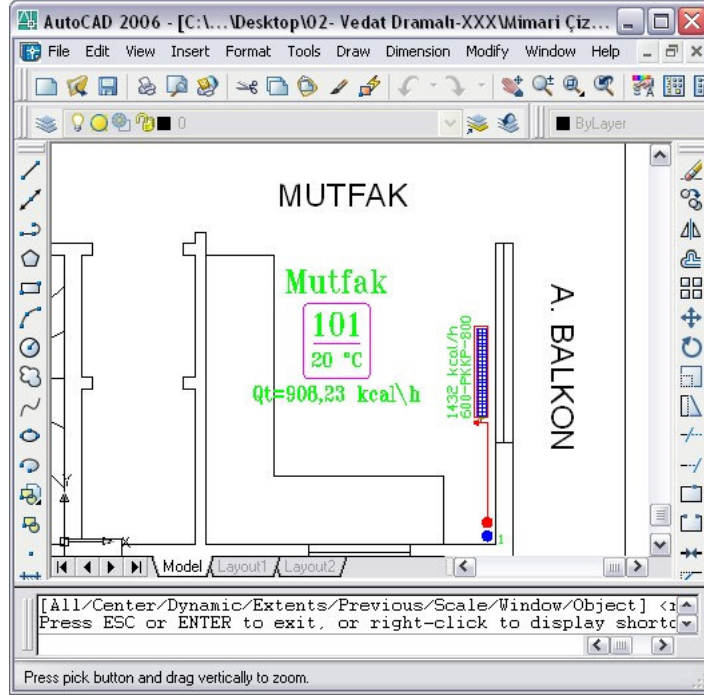 AutoCAD 2006 - [C:\...\Desktop\02- Vedat Dramalı-XXX\Mimari Çiz...
File Edit View Insert Format Tools Draw Dimension Modify Window Help
0
ByLayer
MUTFAK
Mutfak
101
20 °C
Qt=908,23 kcal\h
1432 kcal/h
600-PKKP-800
A. BALKON
Y
X
1
Model Layout1 Layout2
[All/Center/Dynamic/Extents/Previous/Scale/Window/Object] <r
Press ESC or ENTER to exit, or right-click to display shortc
Press pick button and drag vertically to zoom.